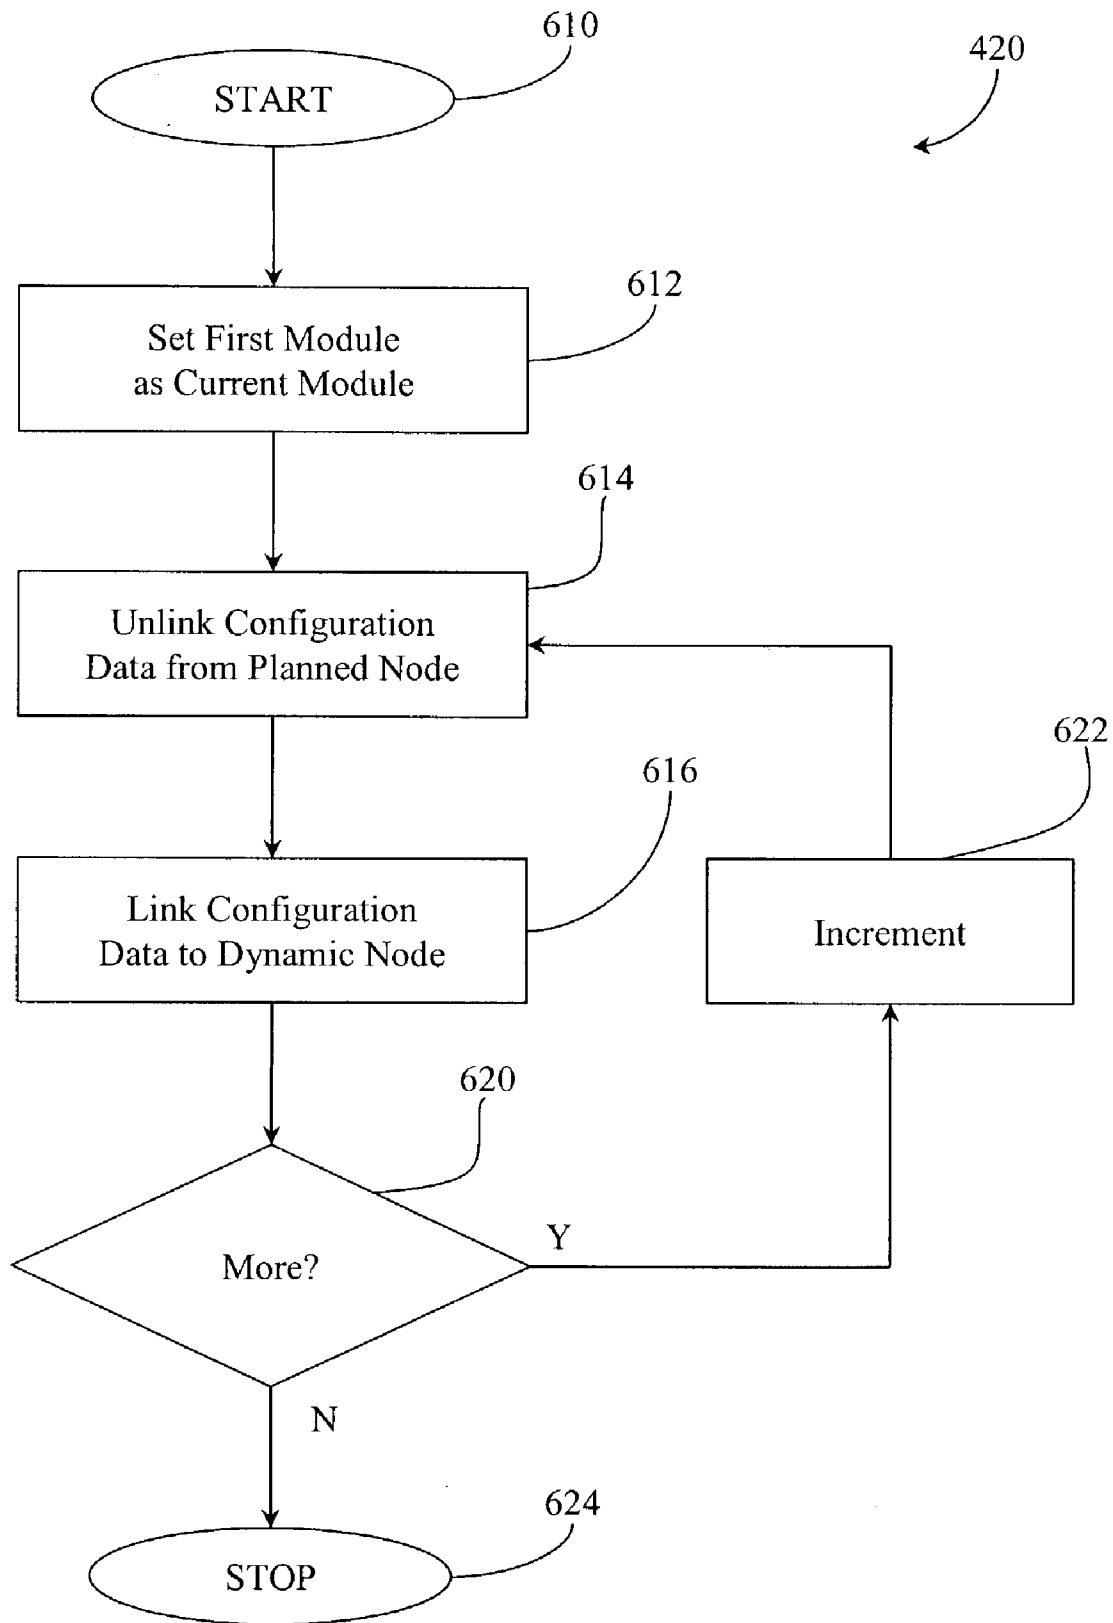 610
420
START
612
Set First Module
as Current Module
614
Unlink Configuration
Data from Planned Node
622
616
Link Configuration
Data to Dynamic Node
Increment
620
Y
More?
N
624
STOP